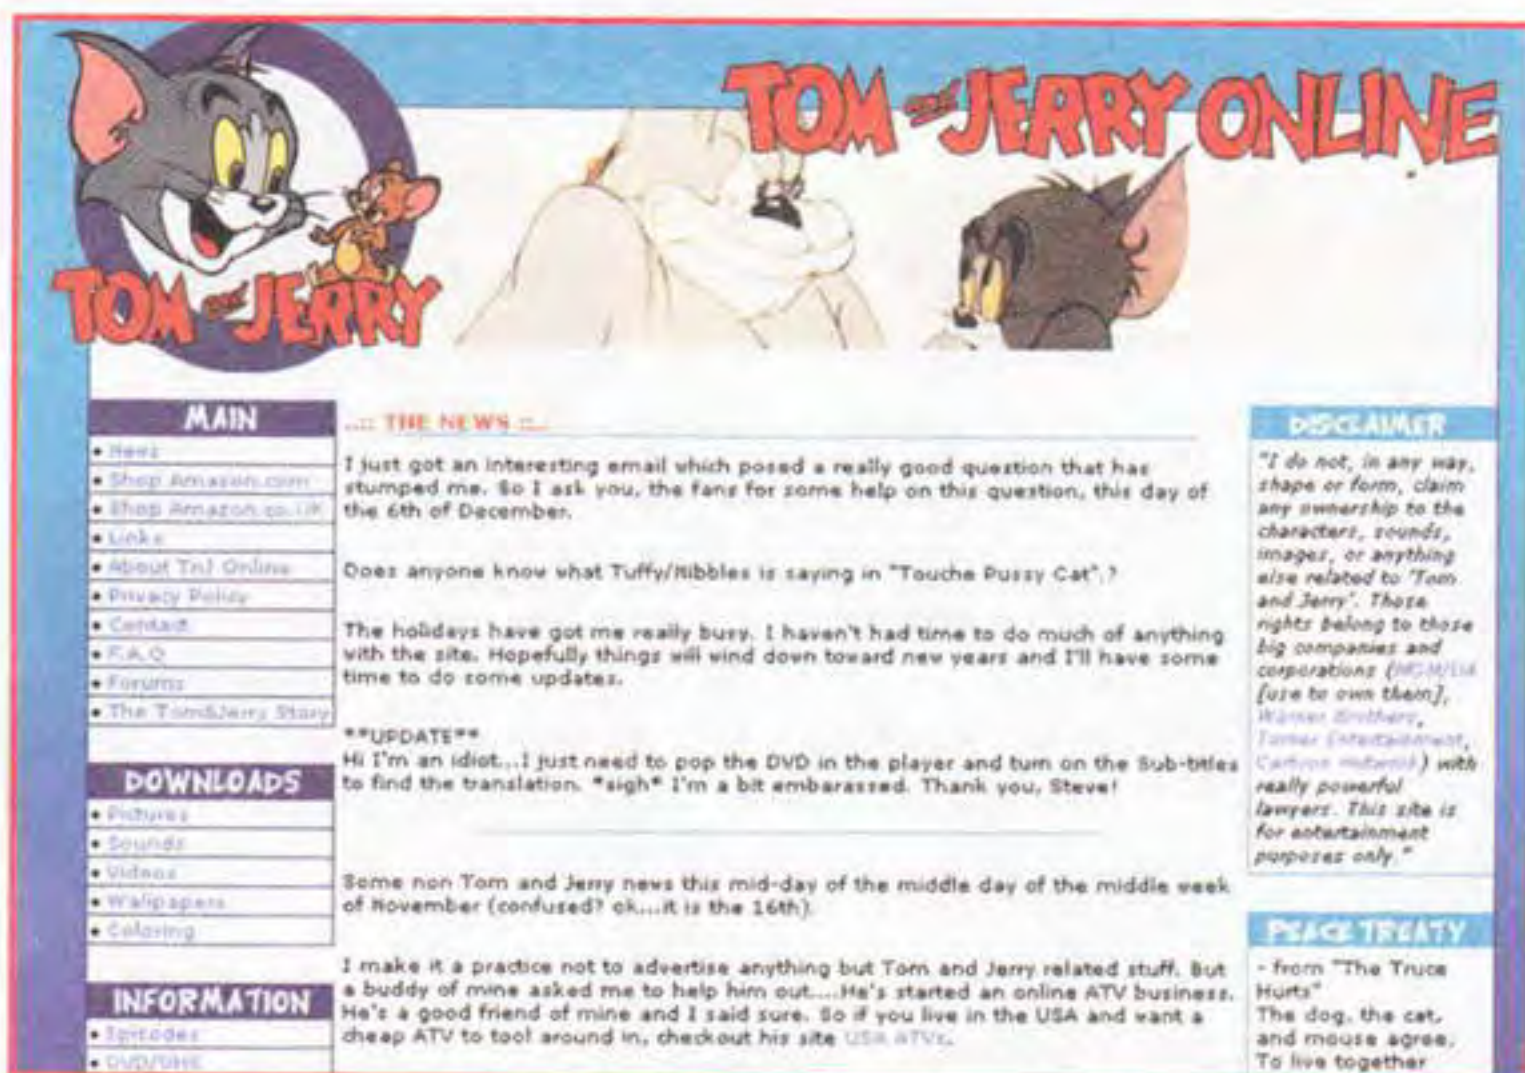 TOM and JERRY ONLINE
TOM and JERRY
MAIN
• News
• Shop Amazon.com
• Shop Amazon.co.UK
• Links
• About TnJ Online
• Privacy Policy
• Contact
• F.A.Q
• Forums
• The Tom&Jerry Story
DOWNLOADS
• Pictures
• Sounds
• Videos
• Wallpapers
• Coloring
INFORMATION
• Episodes
• DVD/VHS
..:: THE NEWS ::..
I just got an interesting email which posed a really good question that has
stumped me. So I ask you, the fans for some help on this question, this day of
the 6th of December.
Does anyone know what Tuffy/Nibbles is saying in "Touche Pussy Cat".?
The holidays have got me really busy. I haven't had time to do much of anything
with the site. Hopefully things will wind down toward new years and I'll have some
time to do some updates.
**UPDATE**
Hi I'm an idiot...I just need to pop the DVD in the player and turn on the Sub-titles
to find the translation. *sigh* I'm a bit embarassed. Thank you, Steve!
Some non Tom and Jerry news this mid-day of the middle day of the middle week
of November (confused? ok...it is the 16th).
I make it a practice not to advertise anything but Tom and Jerry related stuff. But
a buddy of mine asked me to help him out....He's started an online ATV business.
He's a good friend of mine and I said sure. So if you live in the USA and want a
cheap ATV to tool around in, checkout his site USA ATVs.
DISCLAIMER
"I do not, in any way,
shape or form, claim
any ownership to the
characters, sounds,
images, or anything
else related to 'Tom
and Jerry'. Those
rights belong to those
big companies and
corporations (MGM/UA
[use to own them],
Warner Brothers,
Turner Entertainment,
Cartoon Network) with
really powerful
lawyers. This site is
for entertainment
purposes only."
PEACE TREATY
- from "The Truce
Hurts"
The dog, the cat,
and mouse agree,
To live together